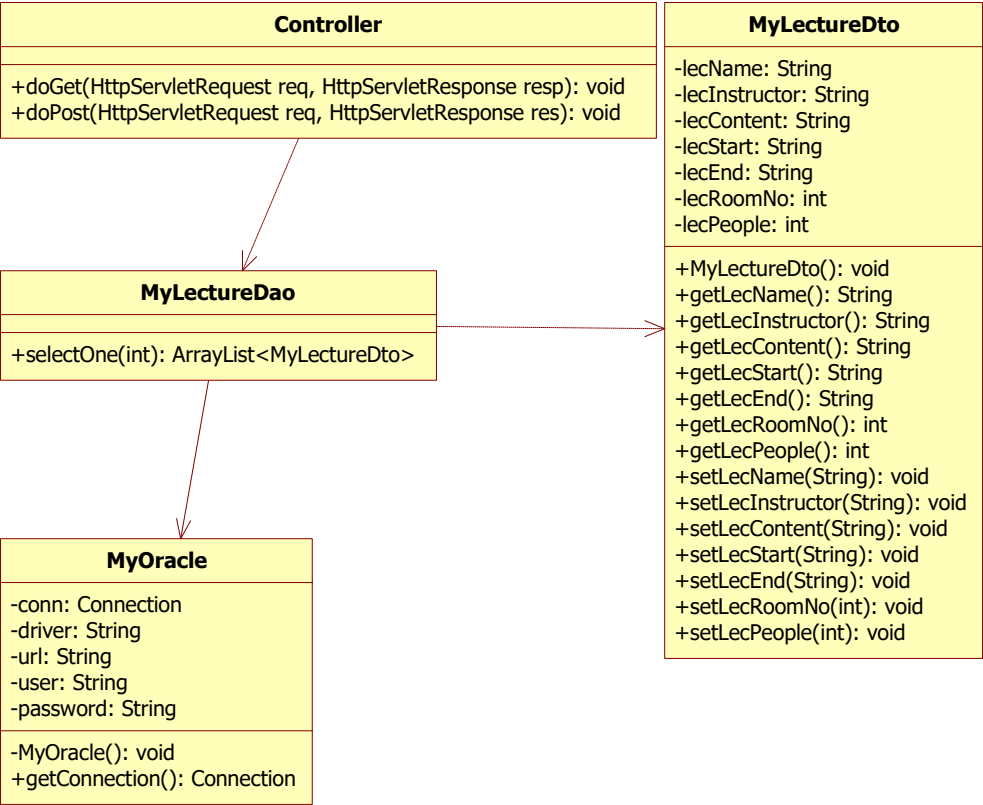 Controller
+doGet(HttpServletRequest req, HttpServletResponse resp): void
+doPost(HttpServletRequest req, HttpServletResponse res): void
MyLectureDto
-lecName: String
-lecInstructor: String
-lecContent: String
-lecStart: String
-lecEnd: String
-lecRoomNo: int
-lecPeople: int
+MyLectureDto(): void
+getLecName(): String
+getLecInstructor(): String
+getLecContent(): String
+getLecStart(): String
+getLecEnd(): String
+getLecRoomNo(): int
+getLecPeople(): int
+setLecName(String): void
+setLecInstructor(String): void
+setLecContent(String): void
+setLecStart(String): void
+setLecEnd(String): void
+setLecRoomNo(int): void
+setLecPeople(int): void
MyLectureDao
+selectOne(int): ArrayList<MyLectureDto>
MyOracle
-conn: Connection
-driver: String
-url: String
-user: String
-password: String
-MyOracle(): void
+getConnection(): Connection